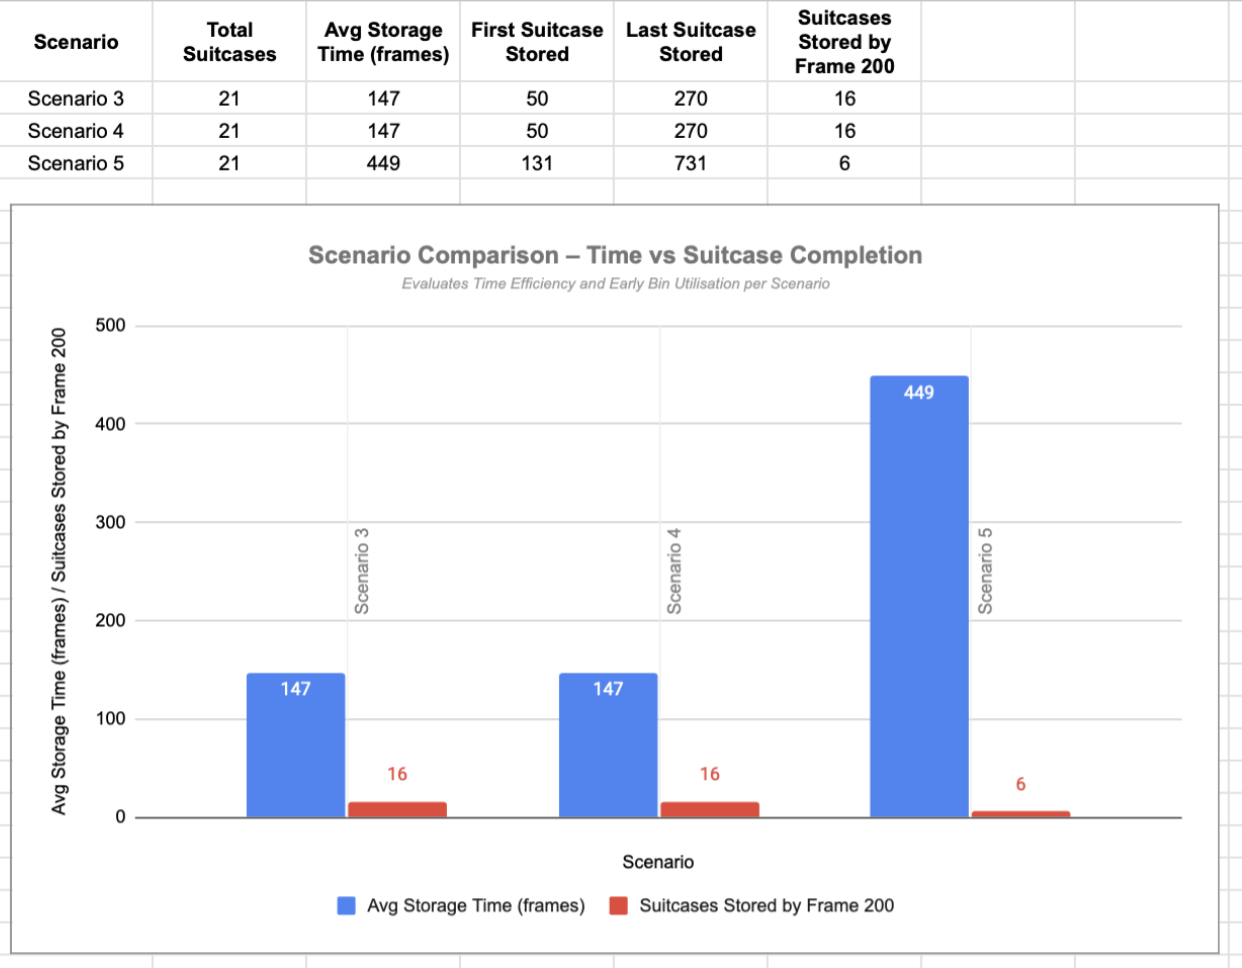 Scenario
Total Suitcases
Avg Storage Time (frames)
First Suitcase Stored
Last Suitcase Stored
Suitcases Stored by Frame 200
Scenario 3 21 147 50 270 16
Scenario 4 21 147 50 270 16
Scenario 5 21 449 131 731 6
Scenario Comparison – Time vs Suitcase Completion
Evaluates Time Efficiency and Early Bin Utilisation per Scenario
Avg Storage Time (frames) / Suitcases Stored by Frame 200
500
400
300
200
100
0
147
16
Scenario 3
147
16
Scenario 4
449
6
Scenario 5
Scenario
Avg Storage Time (frames)
Suitcases Stored by Frame 200